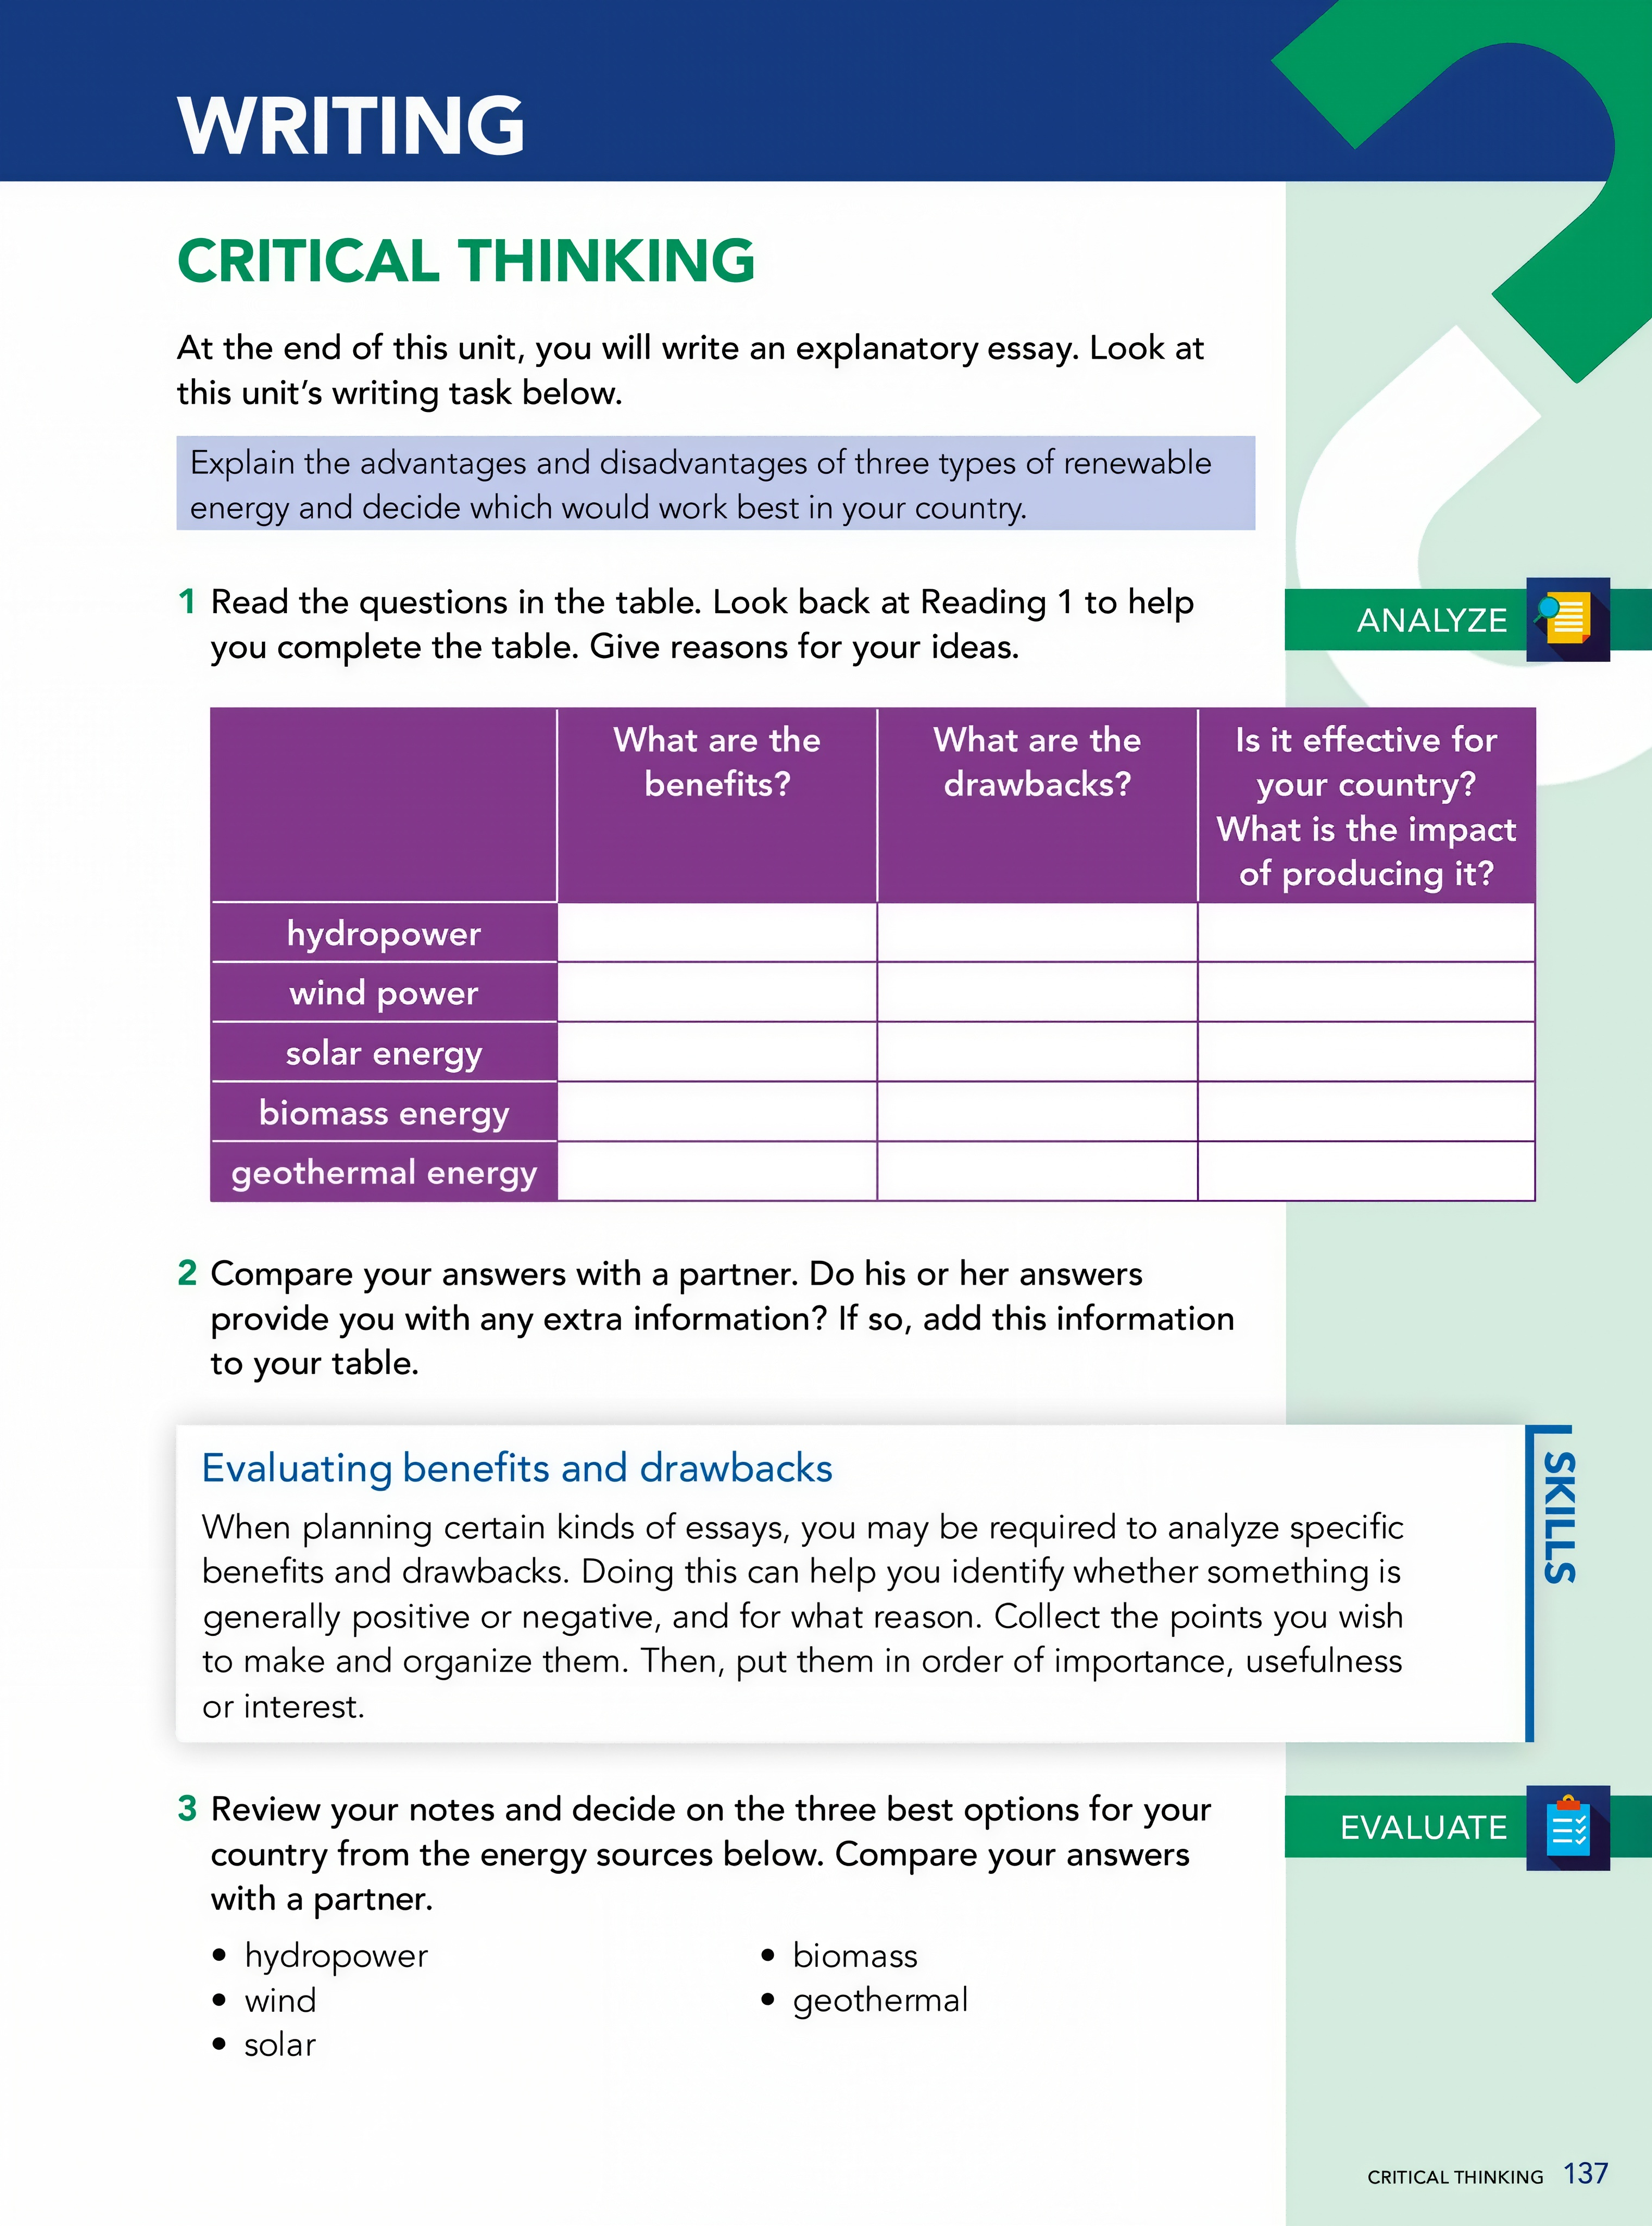 WRITING
CRITICAL THINKING
At the end of this unit, you will write an explanatory essay. Look at
this unit's writing task below.
Explain the advantages and disadvantages of three types of renewable
energy and decide which would work best in your country.
1 Read the questions in the table. Look back at Reading 1 to help
you complete the table. Give reasons for your ideas.
ANALYZE
What are the
benefits?
What are the
drawbacks?
Is it effective for
your country?
What is the impact
of producing it?
hydropower
wind power
solar energy
biomass energy
geothermal energy
2 Compare your answers with a partner. Do his or her answers
provide you with any extra information? If so, add this information
to your table.
SKILLS
Evaluating benefits and drawbacks
When planning certain kinds of essays, you may be required to analyze specific
benefits and drawbacks. Doing this can help you identify whether something is
generally positive or negative, and for what reason. Collect the points you wish
to make and organize them. Then, put them in order of importance, usefulness
or interest.
3 Review your notes and decide on the three best options for your
country from the energy sources below. Compare your answers
with a partner.
EVALUATE
• hydropower
• wind
• solar
• biomass
• geothermal
CRITICAL THINKING 137